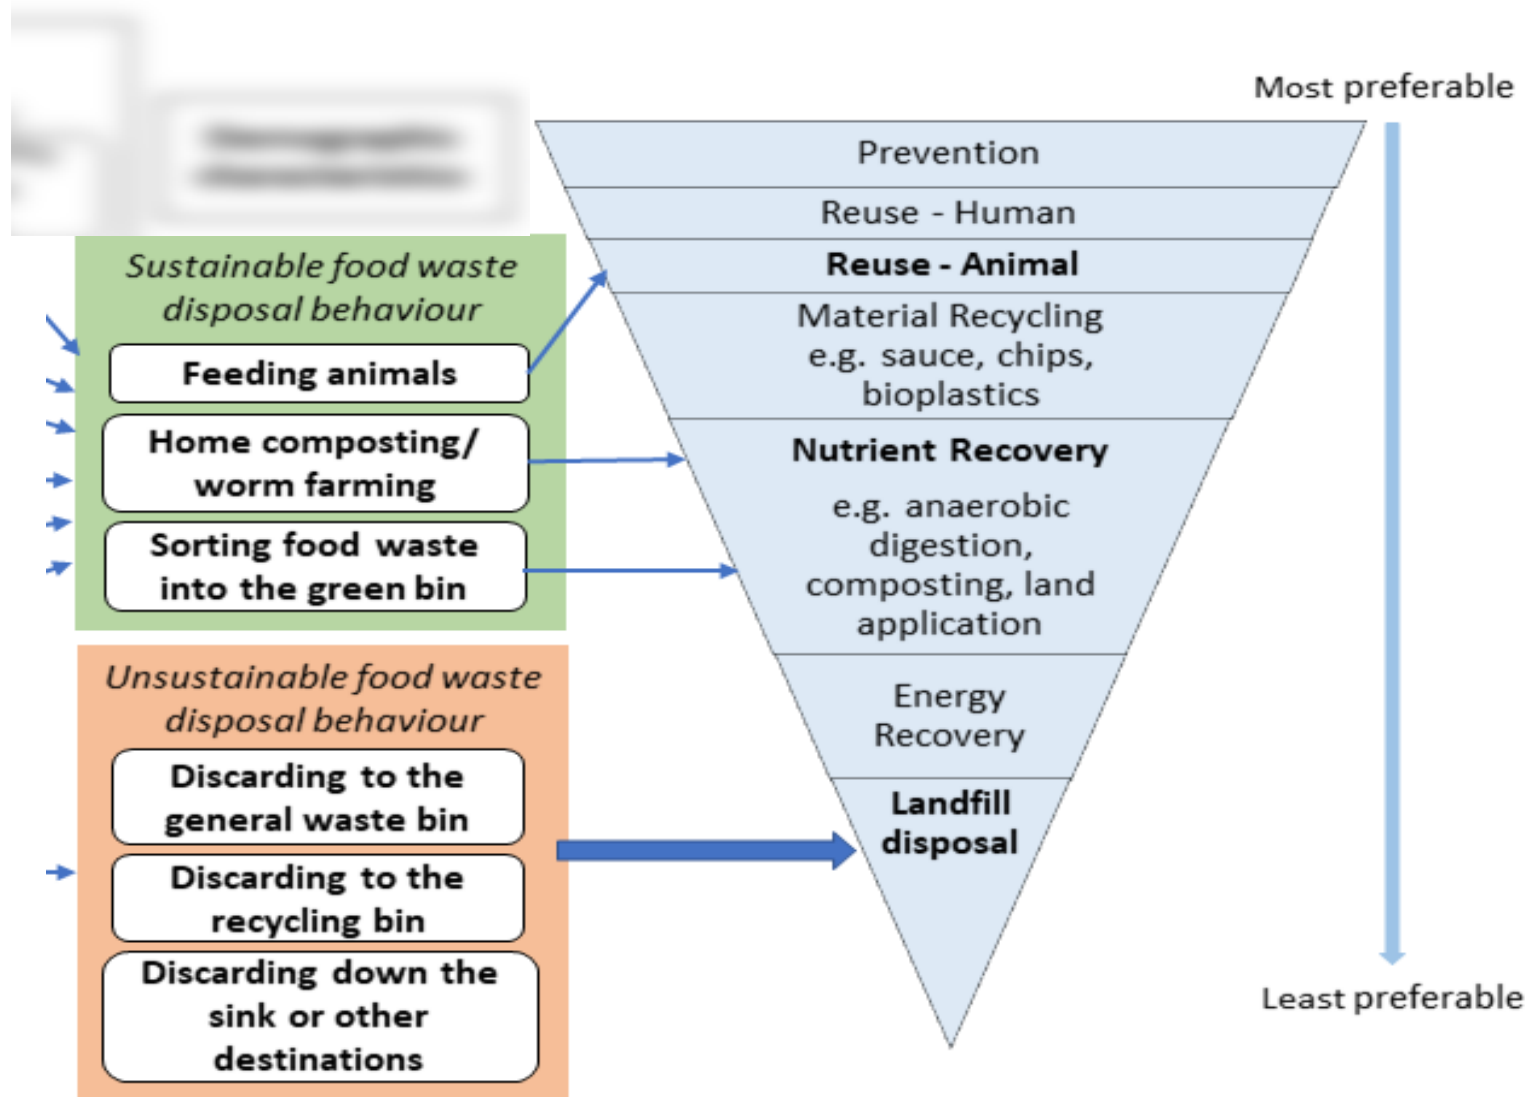 Most preferable
Prevention
Reuse - Human
Reuse - Animal
Material Recycling
e.g. sauce, chips,
bioplastics
Nutrient Recovery
e.g. anaerobic
digestion,
composting, land
application
Energy
Recovery
Landfill
disposal
Least preferable
Sustainable food waste
disposal behaviour
Feeding animals
Home composting/
worm farming
Sorting food waste
into the green bin
Unsustainable food waste
disposal behaviour
Discarding to the
general waste bin
Discarding to the
recycling bin
Discarding down the
sink or other
destinations